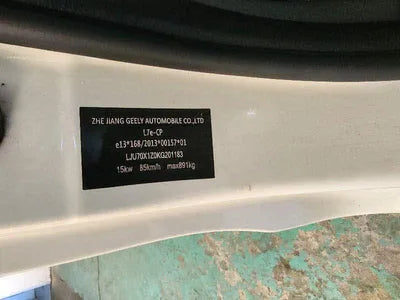 ZHE JIANG GEELY AUTOMOBILE CO.,LTD
L7e-CP
e13*168/2013*00157*01
LJU70X1Z0KG201183
15kw 85km/h max891kg